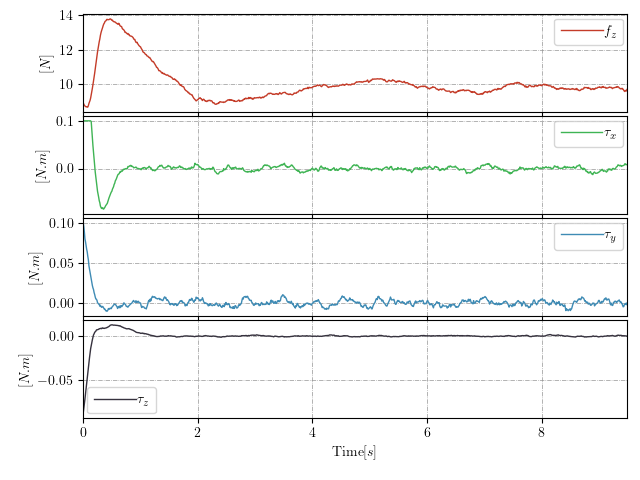 14
12
10
[N]
f_z
0.1
0.0
[N.m]
τ_x
0.10
0.05
0.00
[N.m]
τ_y
0.00
−0.05
[N.m]
τ_z
0 2 4 6 8
Time[s]